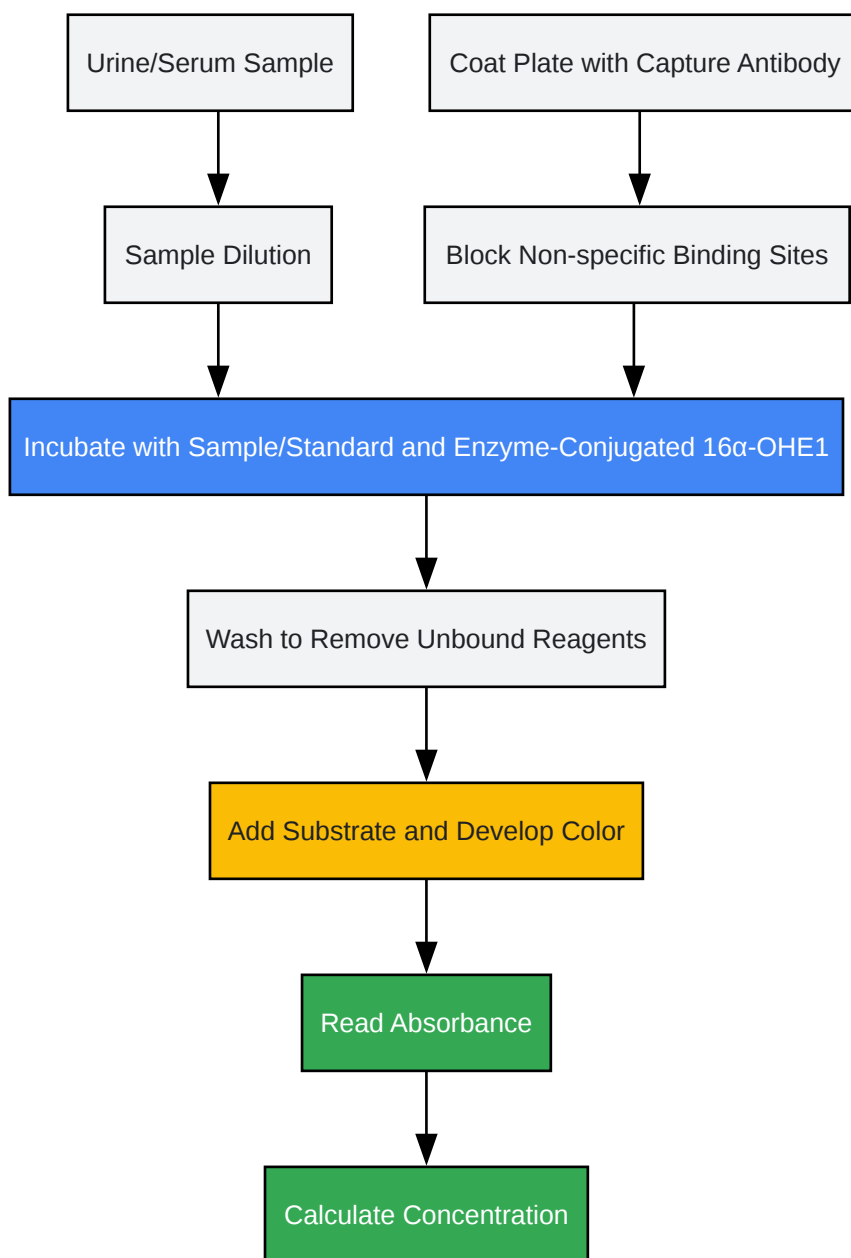 Urine/Serum Sample
Coat Plate with Capture Antibody
Sample Dilution
Block Non-specific Binding Sites
Incubate with Sample/Standard and Enzyme-Conjugated 16α-OHE1
Wash to Remove Unbound Reagents
Add Substrate and Develop Color
Read Absorbance
Calculate Concentration